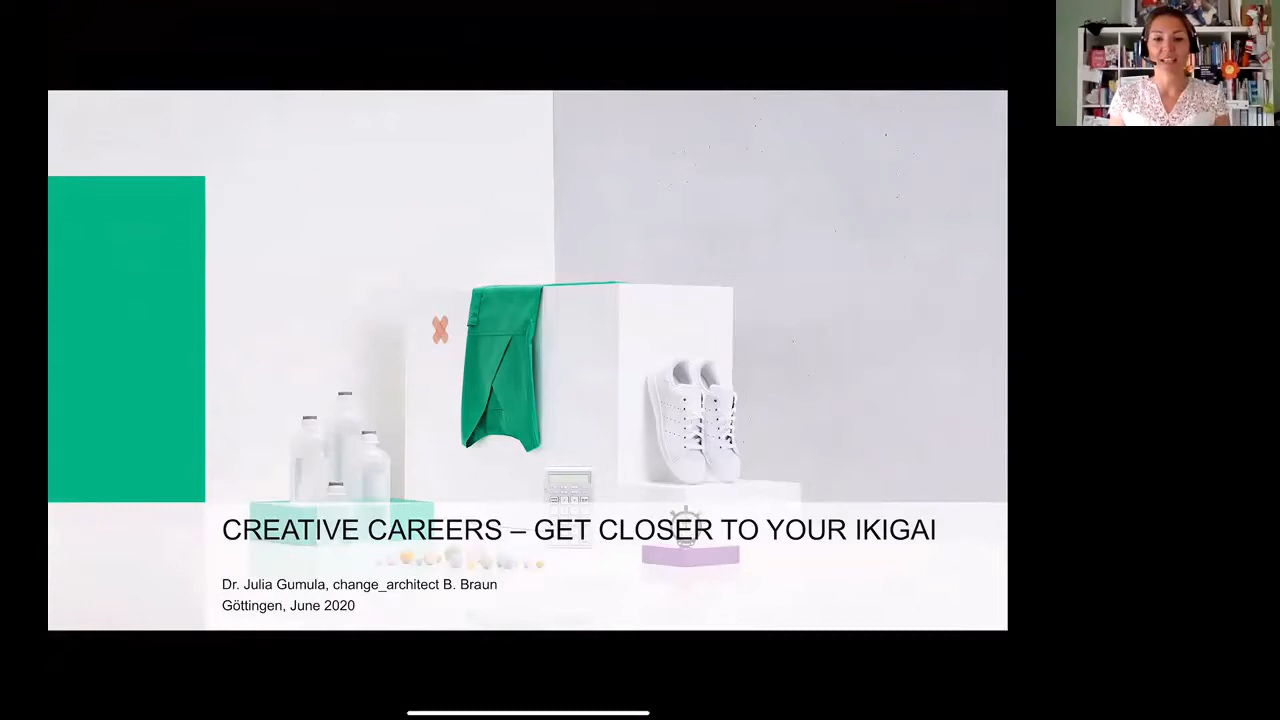 CREATIVE CAREERS – GET CLOSER TO YOUR IKIGAI
Dr. Julia Gumula, change_architect B. Braun
Göttingen, June 2020